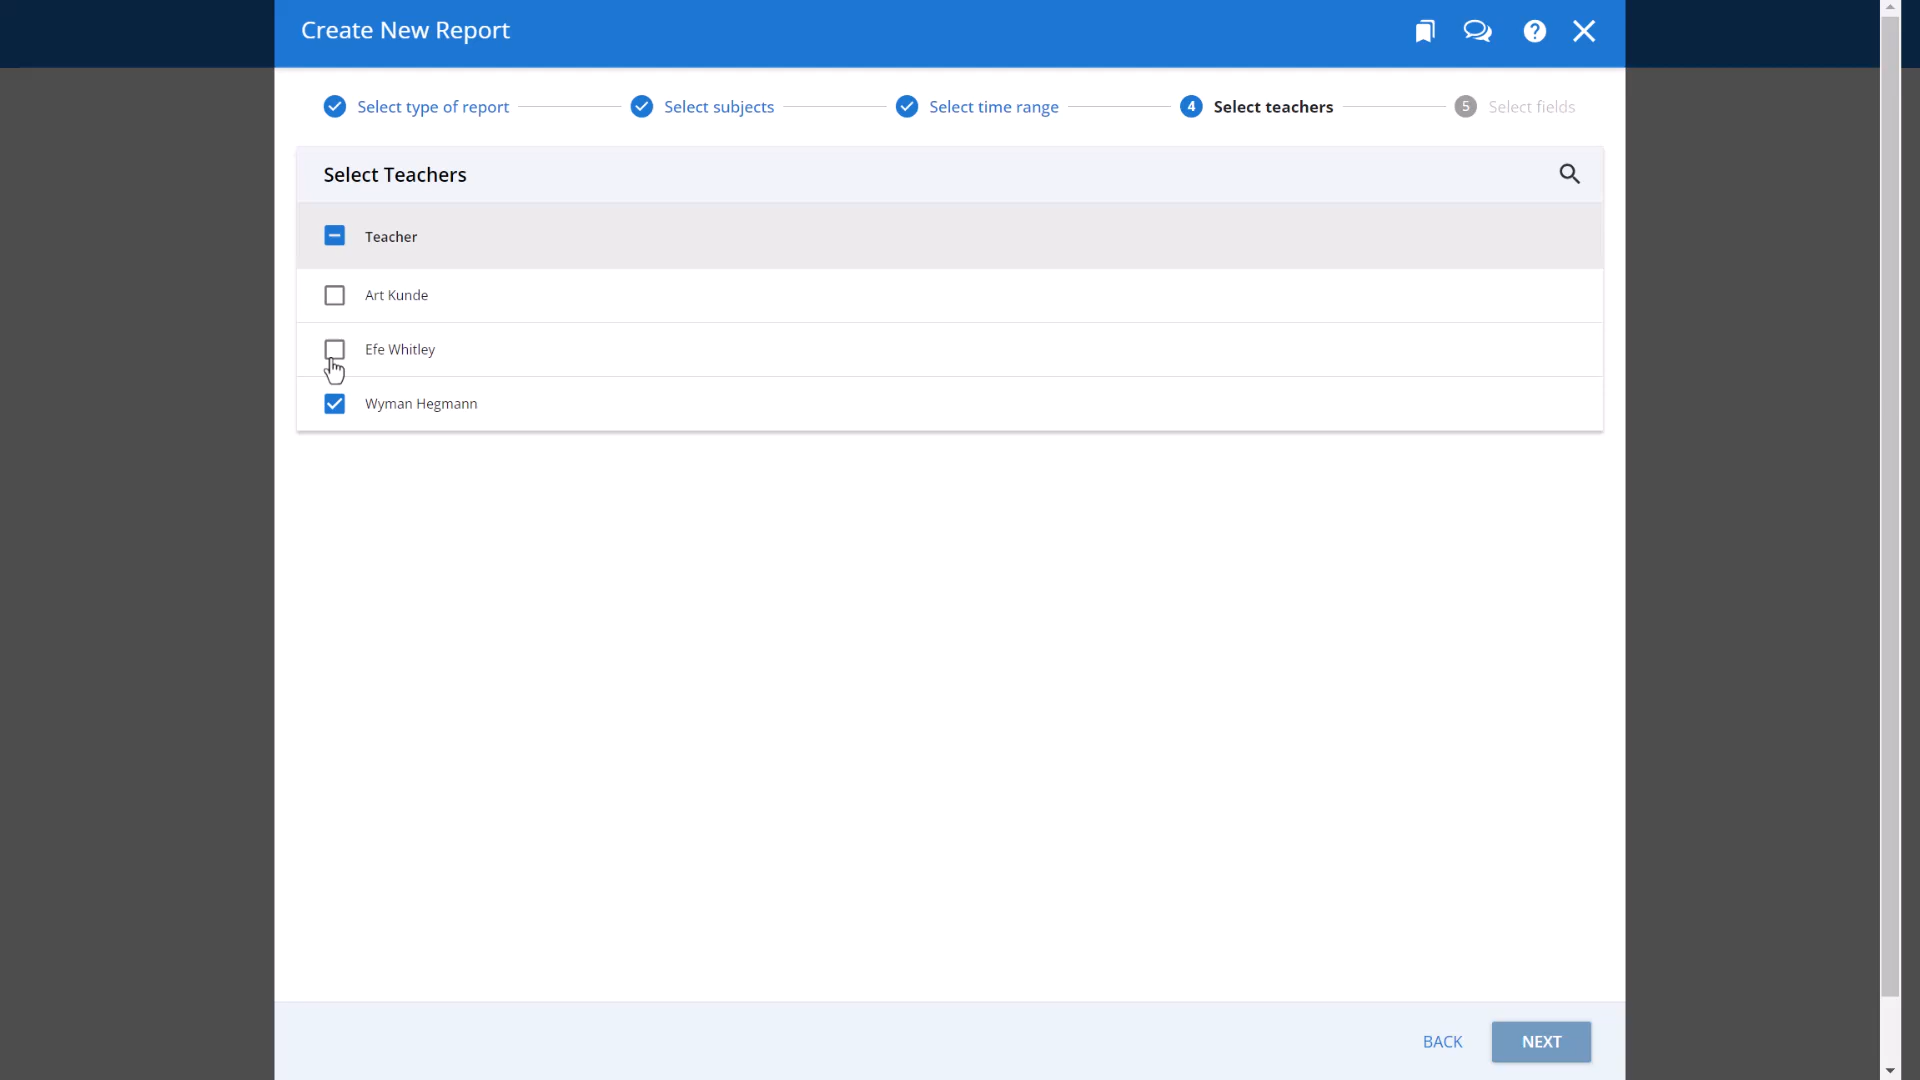 Create New Report
Select type of report
Select subjects
Select time range
4 Select teachers
5 Select fields
Select Teachers
Teacher
Art Kunde
Efe Whitley
Wyman Hegmann
BACK
NEXT